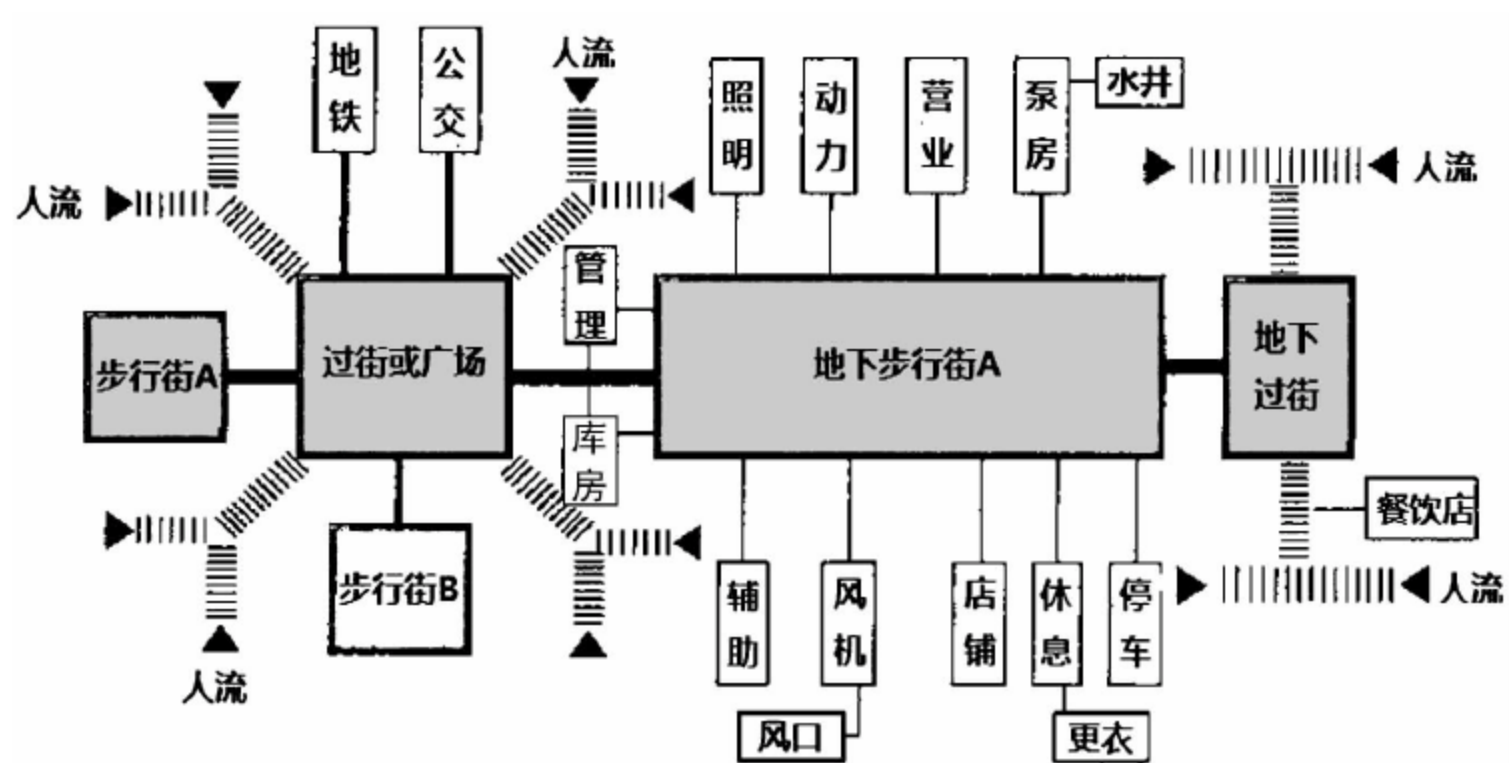 地铁
公交
人流
照明
动力
营业
泵房
水井
人流
人流
管理
步行街A
过街或广场
地下步行街A
地下过街
库房
餐饮店
步行街B
辅助
风机
店铺
休息
停车
人流
人流
风口
更衣